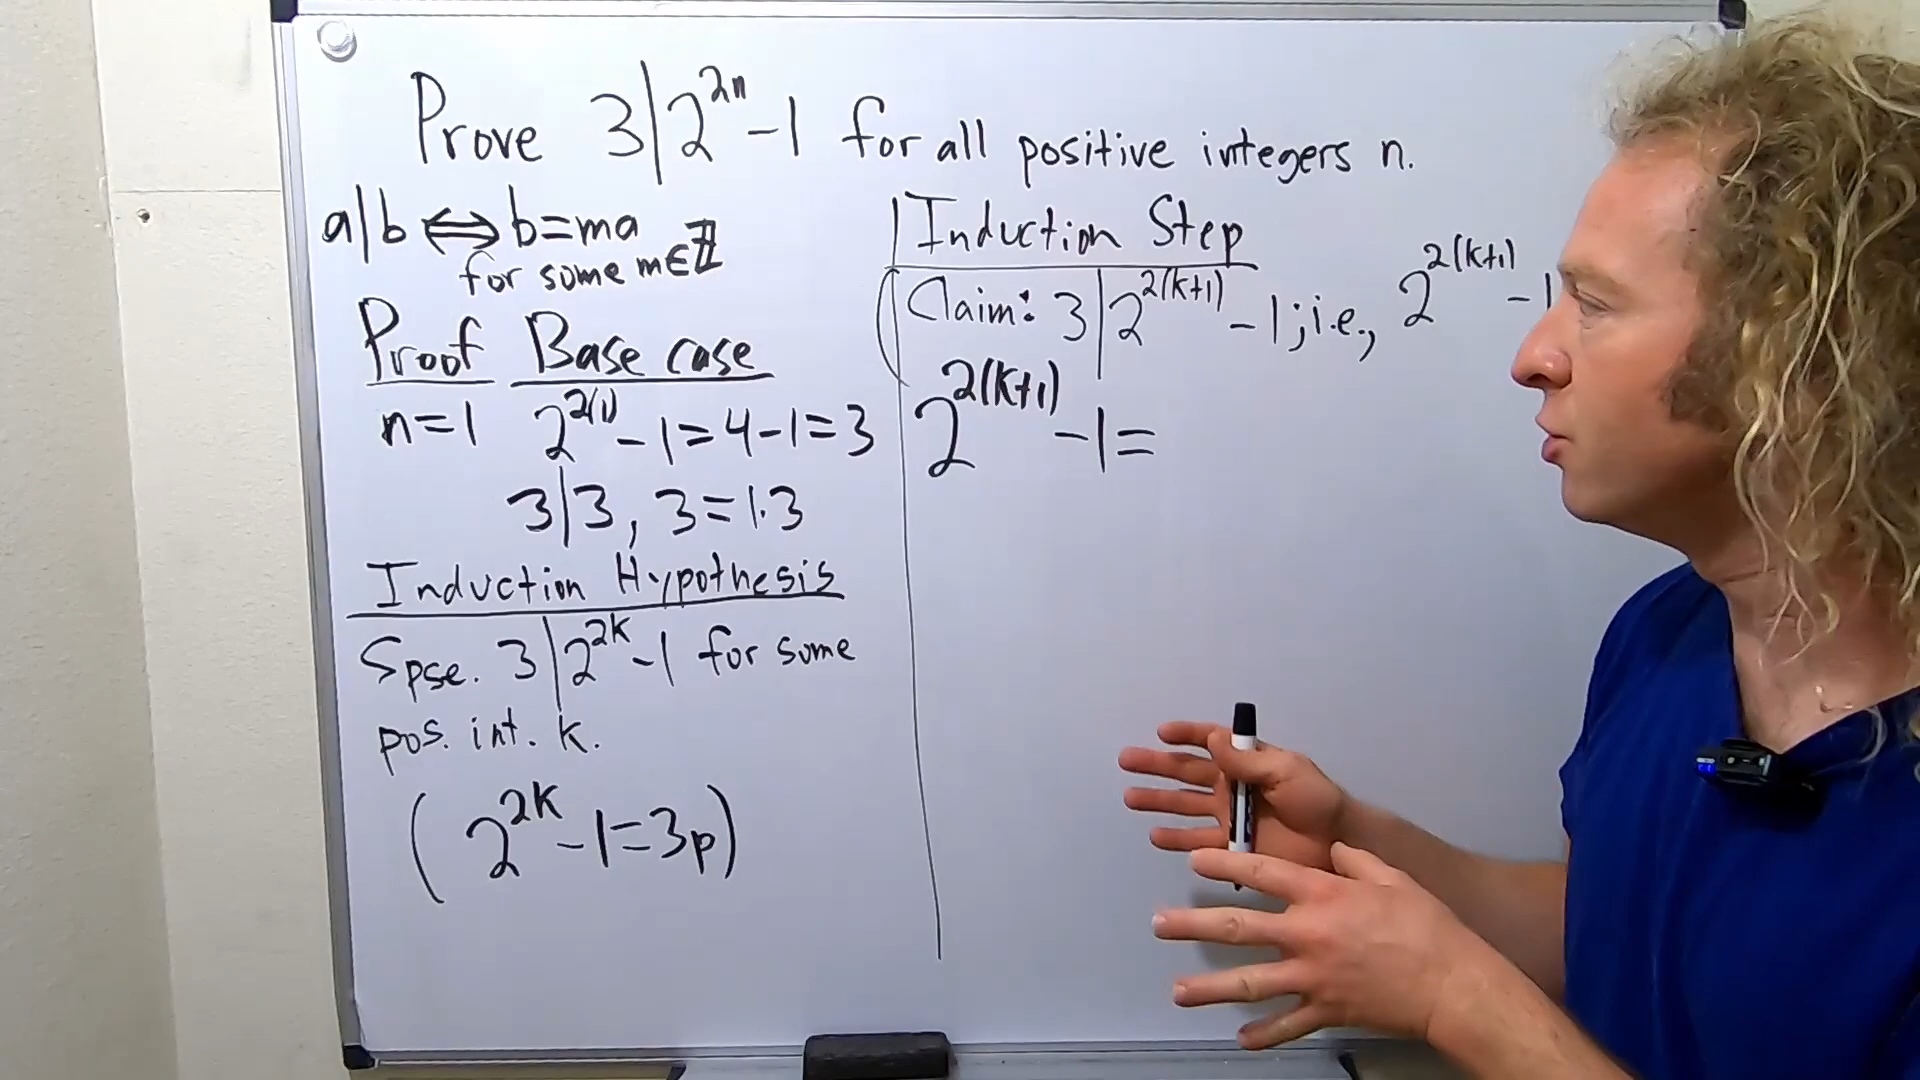 Prove 3|2^{2n}-1 for all positive integers n.
a|b ⟺ b=ma
for some m∈ℤ
Proof Base case
n=1 2^{2(1)}-1=4-1=3
3|3, 3=1·3
Induction Hypothesis
Spse. 3|2^{2k}-1 for some
pos. int. k.
(2^{2k}-1=3p)
Induction Step
Claim: 3|2^{2(k+1)}-1; i.e., 2^{2(k+1)}-1
2^{2(k+1)}-1=